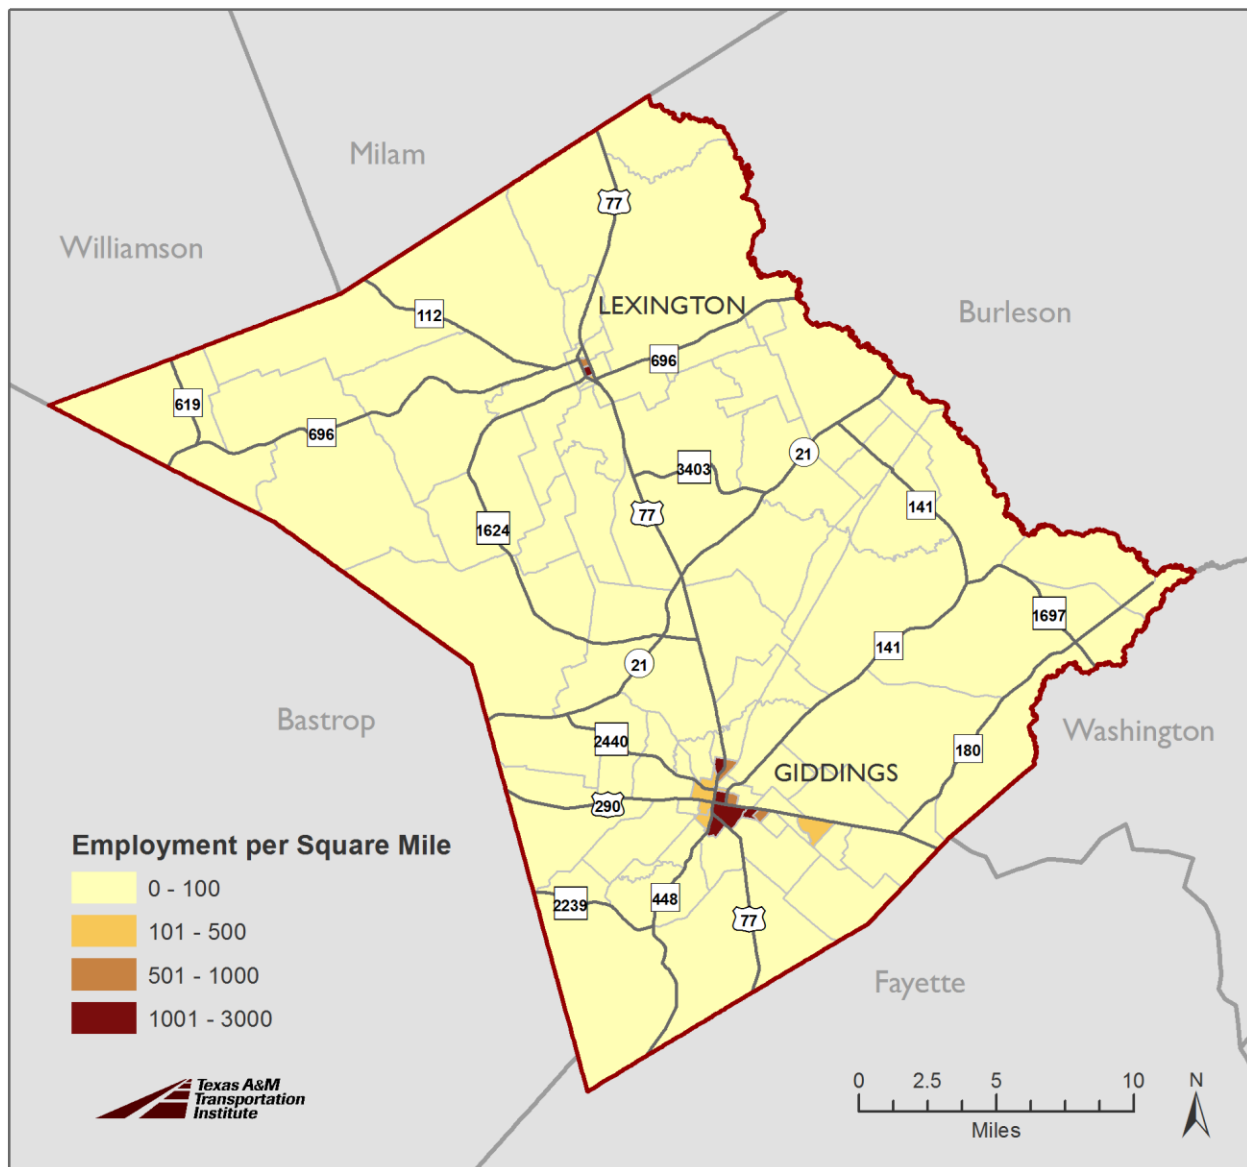 Milam
77
Williamson
LEXINGTON
Burleson
112
696
619
696
21
3403
141
77
1624
1697
141
21
Bastrop
Washington
2440
180
GIDDINGS
290
Employment per Square Mile
0 - 100
101 - 500
501 - 1000
1001 - 3000
2239
448
77
Fayette
Texas A&M
Transportation
Institute
0 2.5 5 10
Miles
N